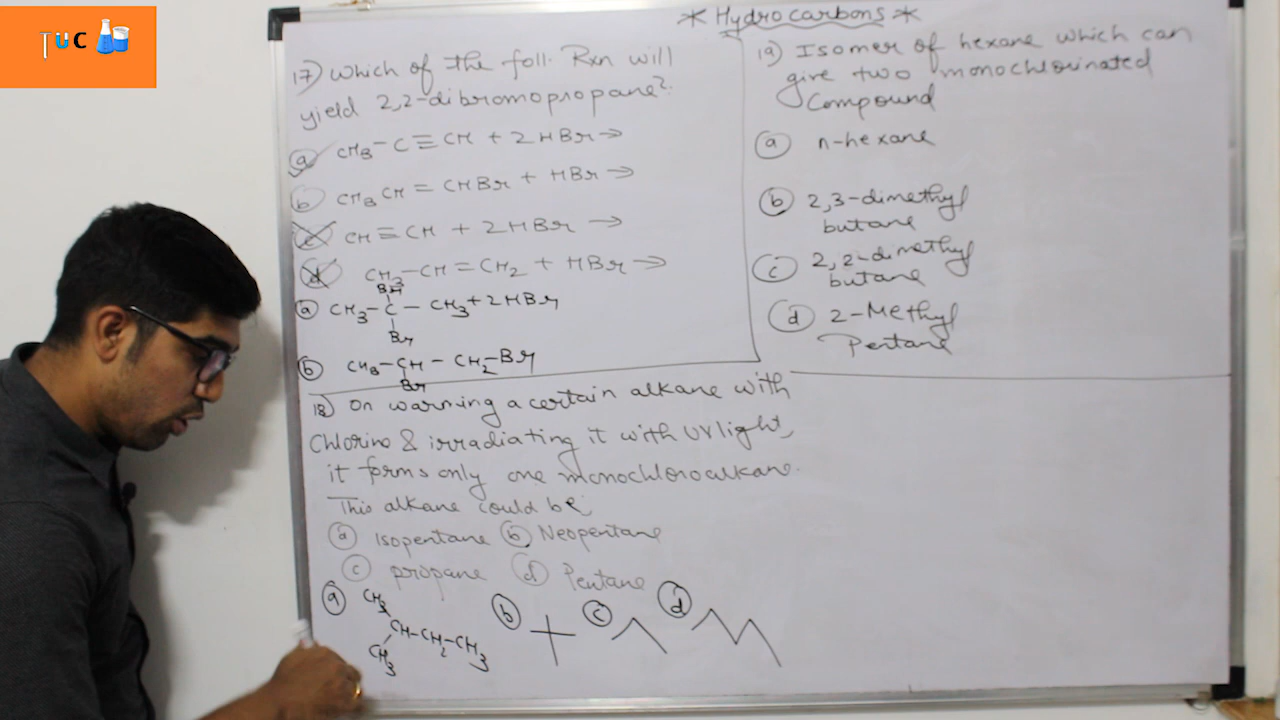 TUC
* Hydrocarbons *
17) Which of the foll. Rxn will
yield 2,2-dibromopropane?
(a) CH3-C≡CH + 2HBr→
(b) CH3CH=CHBr + HBr→
(c) CH≡CH + 2HBr →
(d) CH3-CH=CH2 + HBr→
Br
(a) CH3-C-CH3+2HBr
Br
(b) CH3-CH-CH2-Br
Br
18) On warming a certain alkane with
Chlorine & irradiating it with UV light,
it forms only one monochloroalkane.
This alkane could be
(a) Isopentane (b) Neopentane
(c) propane (d) Pentane
(a) CH3
CH-CH2-CH3
CH3
(b) (c) (d)
19) Isomer of hexane which can
give two monochlorinated
Compound
(a) n-hexane
(b) 2,3-dimethyl
butane
(c) 2,2-dimethyl
butane
(d) 2-Methyl
Pentane